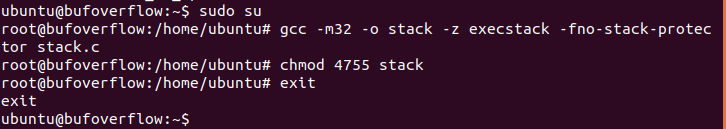 ubuntu@bufoverflow:~$ sudo su
root@bufoverflow:/home/ubuntu# gcc -m32 -o stack -z execstack -fno-stack-protec
tor stack.c
root@bufoverflow:/home/ubuntu# chmod 4755 stack
root@bufoverflow:/home/ubuntu# exit
exit
ubuntu@bufoverflow:~$